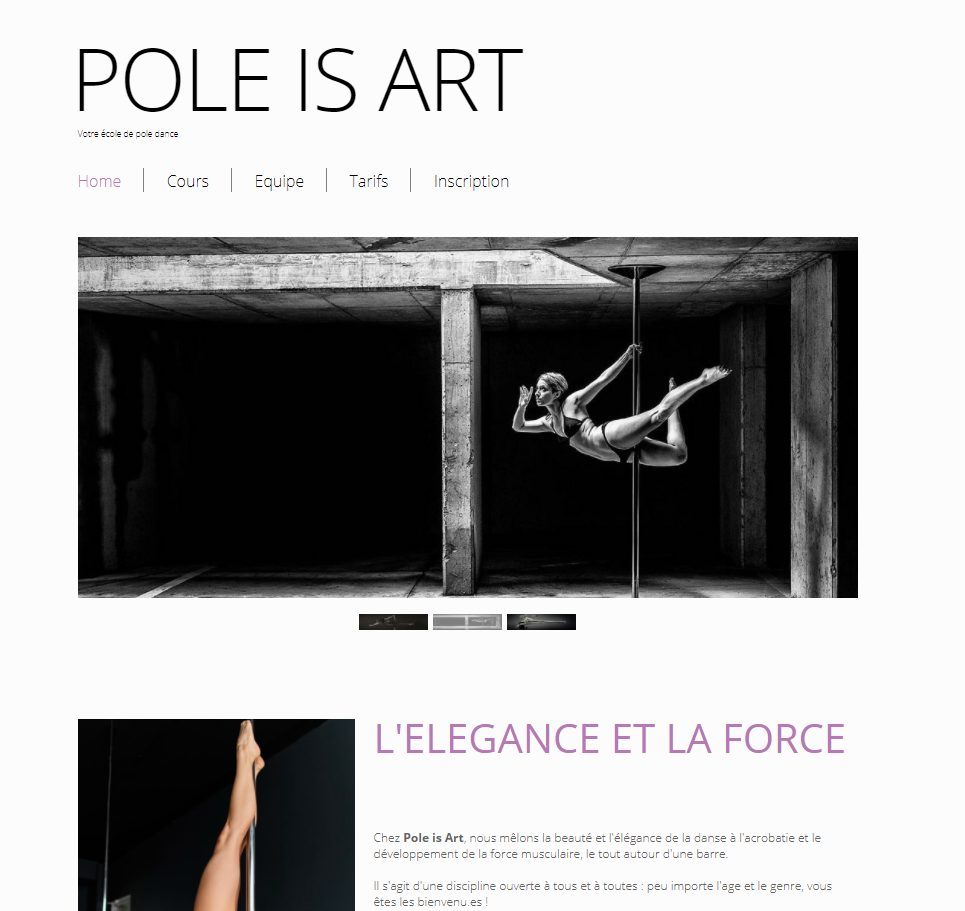 POLE IS ART
Votre école de pole dance
Home
Cours
Equipe
Tarifs
Inscription
L'ELEGANCE ET LA FORCE
Chez Pole is Art, nous mêlons la beauté et l'élégance de la danse à l'acrobatie et le
développement de la force musculaire, le tout autour d'une barre.
Il s'agit d'une discipline ouverte à tous et à toutes : peu importe l'age et le genre, vous
êtes les bienvenu.es !